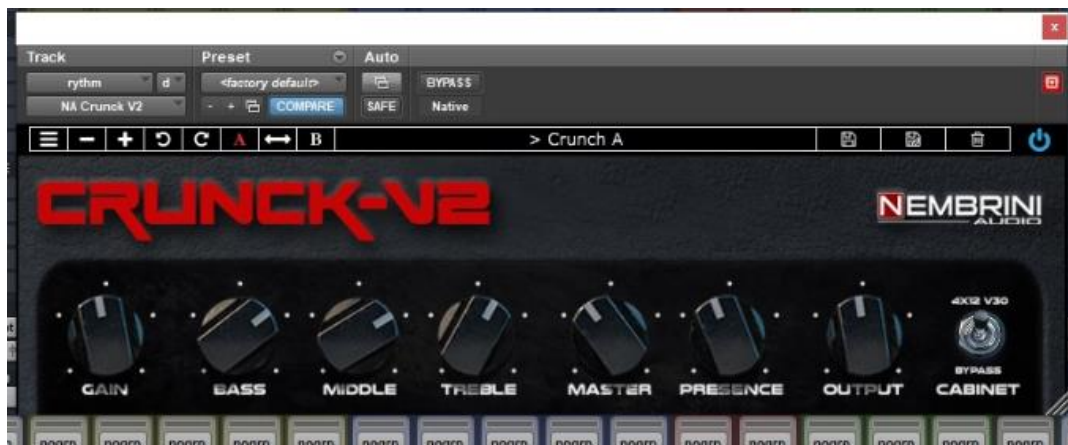 x
Track Preset Auto
rythm d <factory default> BYPASS
NA Crunck V2 - + COMPARE SAFE Native
A B > Crunch A
CRUNCK-V2
NEMBRINI
AUDIO
4X12 V30
BYPASS
GAIN BASS MIDDLE TREBLE MASTER PRESENCE OUTPUT CABINET